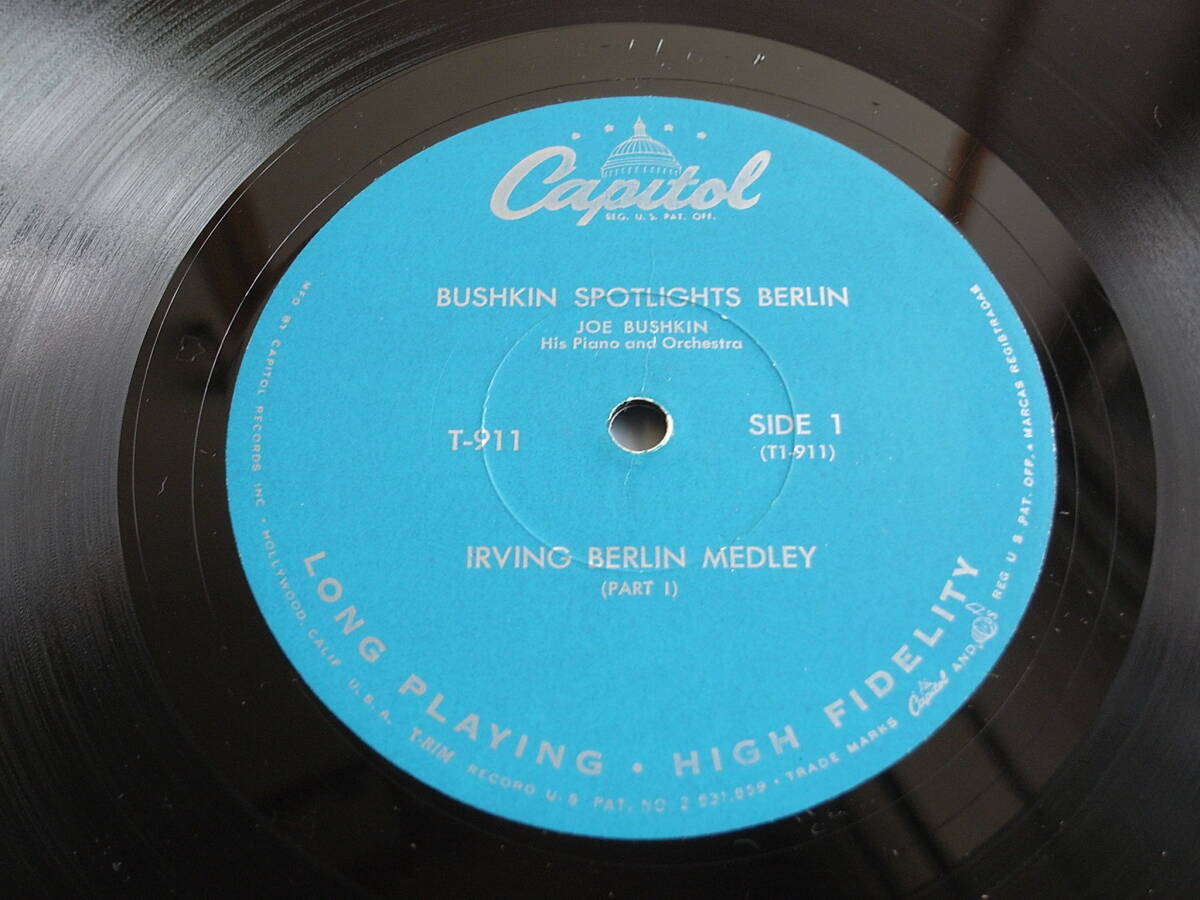 Capitol
REG. U. S. PAT. OFF.
BUSHKIN SPOTLIGHTS BERLIN
JOE BUSHKIN
His Piano and Orchestra
T-911
SIDE 1
(T1-911)
IRVING BERLIN MEDLEY
(PART I)
LONG PLAYING • HIGH FIDELITY
MFG BY CAPITOL RECORDS INC • HOLLYWOOD, CALIF U. S. A. T-RIM RECORD U. S PAT. NO 2 631,859 • TRADE MARKS Capitol AND REG U S PAT. OFF. • MARCAS REGISTRADAS